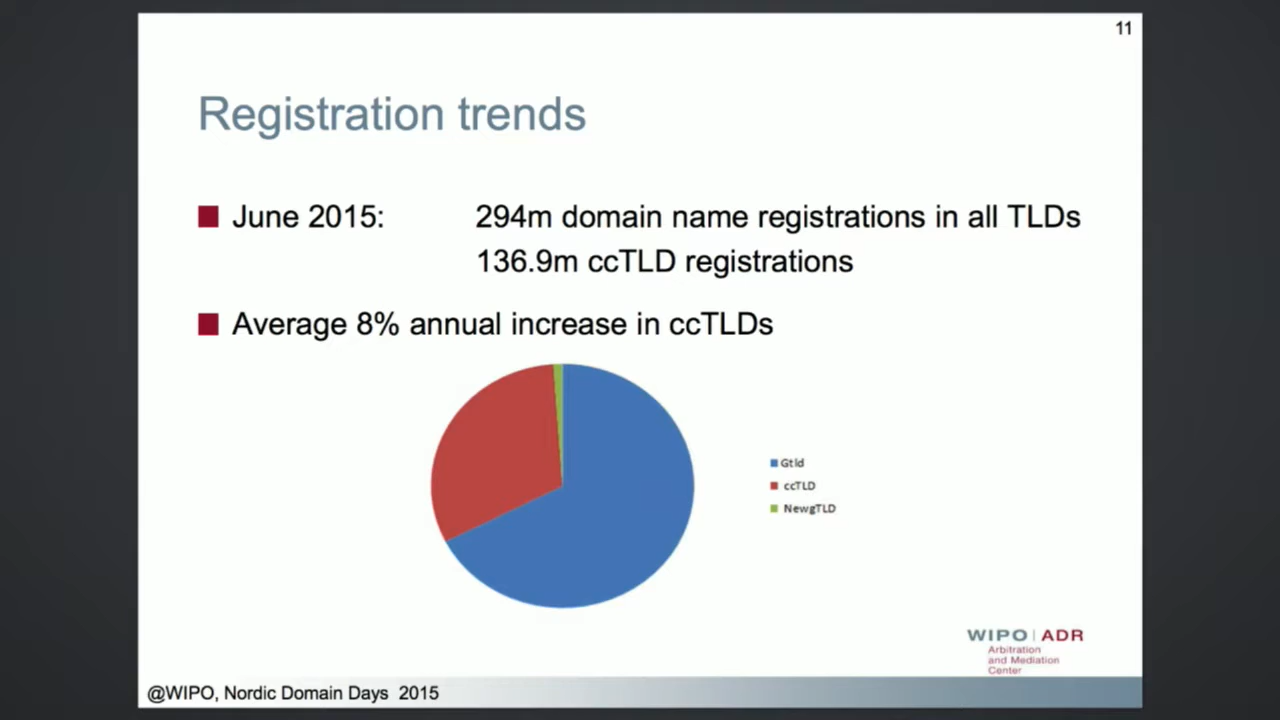 11
Registration trends
June 2015: 294m domain name registrations in all TLDs
136.9m ccTLD registrations
Average 8% annual increase in ccTLDs
Gtld
ccTLD
NewgTLD
WIPO | ADR
Arbitration
and Mediation
Center
@WIPO, Nordic Domain Days 2015